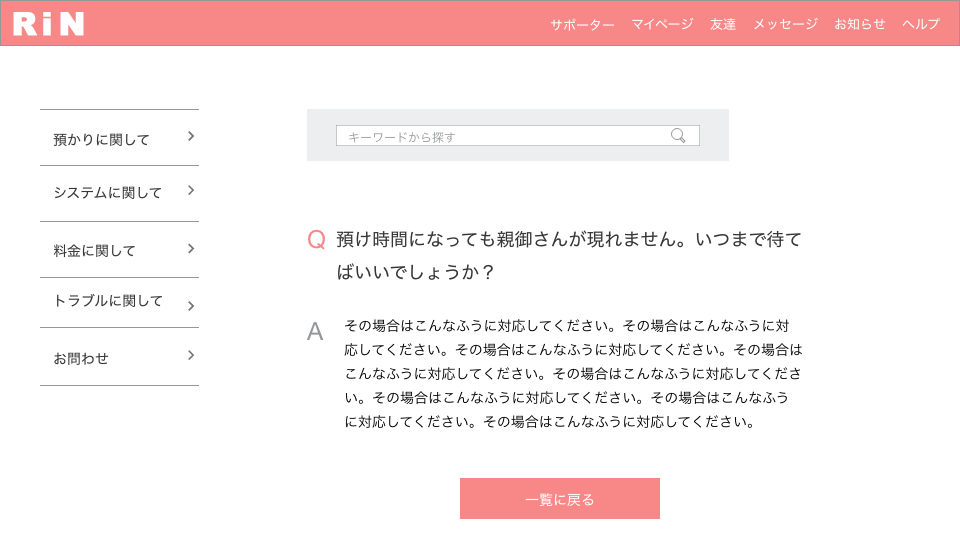 RiN
サポーター マイページ 友達 メッセージ お知らせ ヘルプ
預かりに関して
システムに関して
料金に関して
トラブルに関して
お問わせ
キーワードから探す
Q 預け時間になっても親御さんが現れません。いつまで待て
ばいいでしょうか？
A その場合はこんなふうに対応してください。その場合はこんなふうに対
応してください。その場合はこんなふうに対応してください。その場合は
こんなふうに対応してください。その場合はこんなふうに対応してくださ
い。その場合はこんなふうに対応してください。その場合はこんなふう
に対応してください。その場合はこんなふうに対応してください。
一覧に戻る